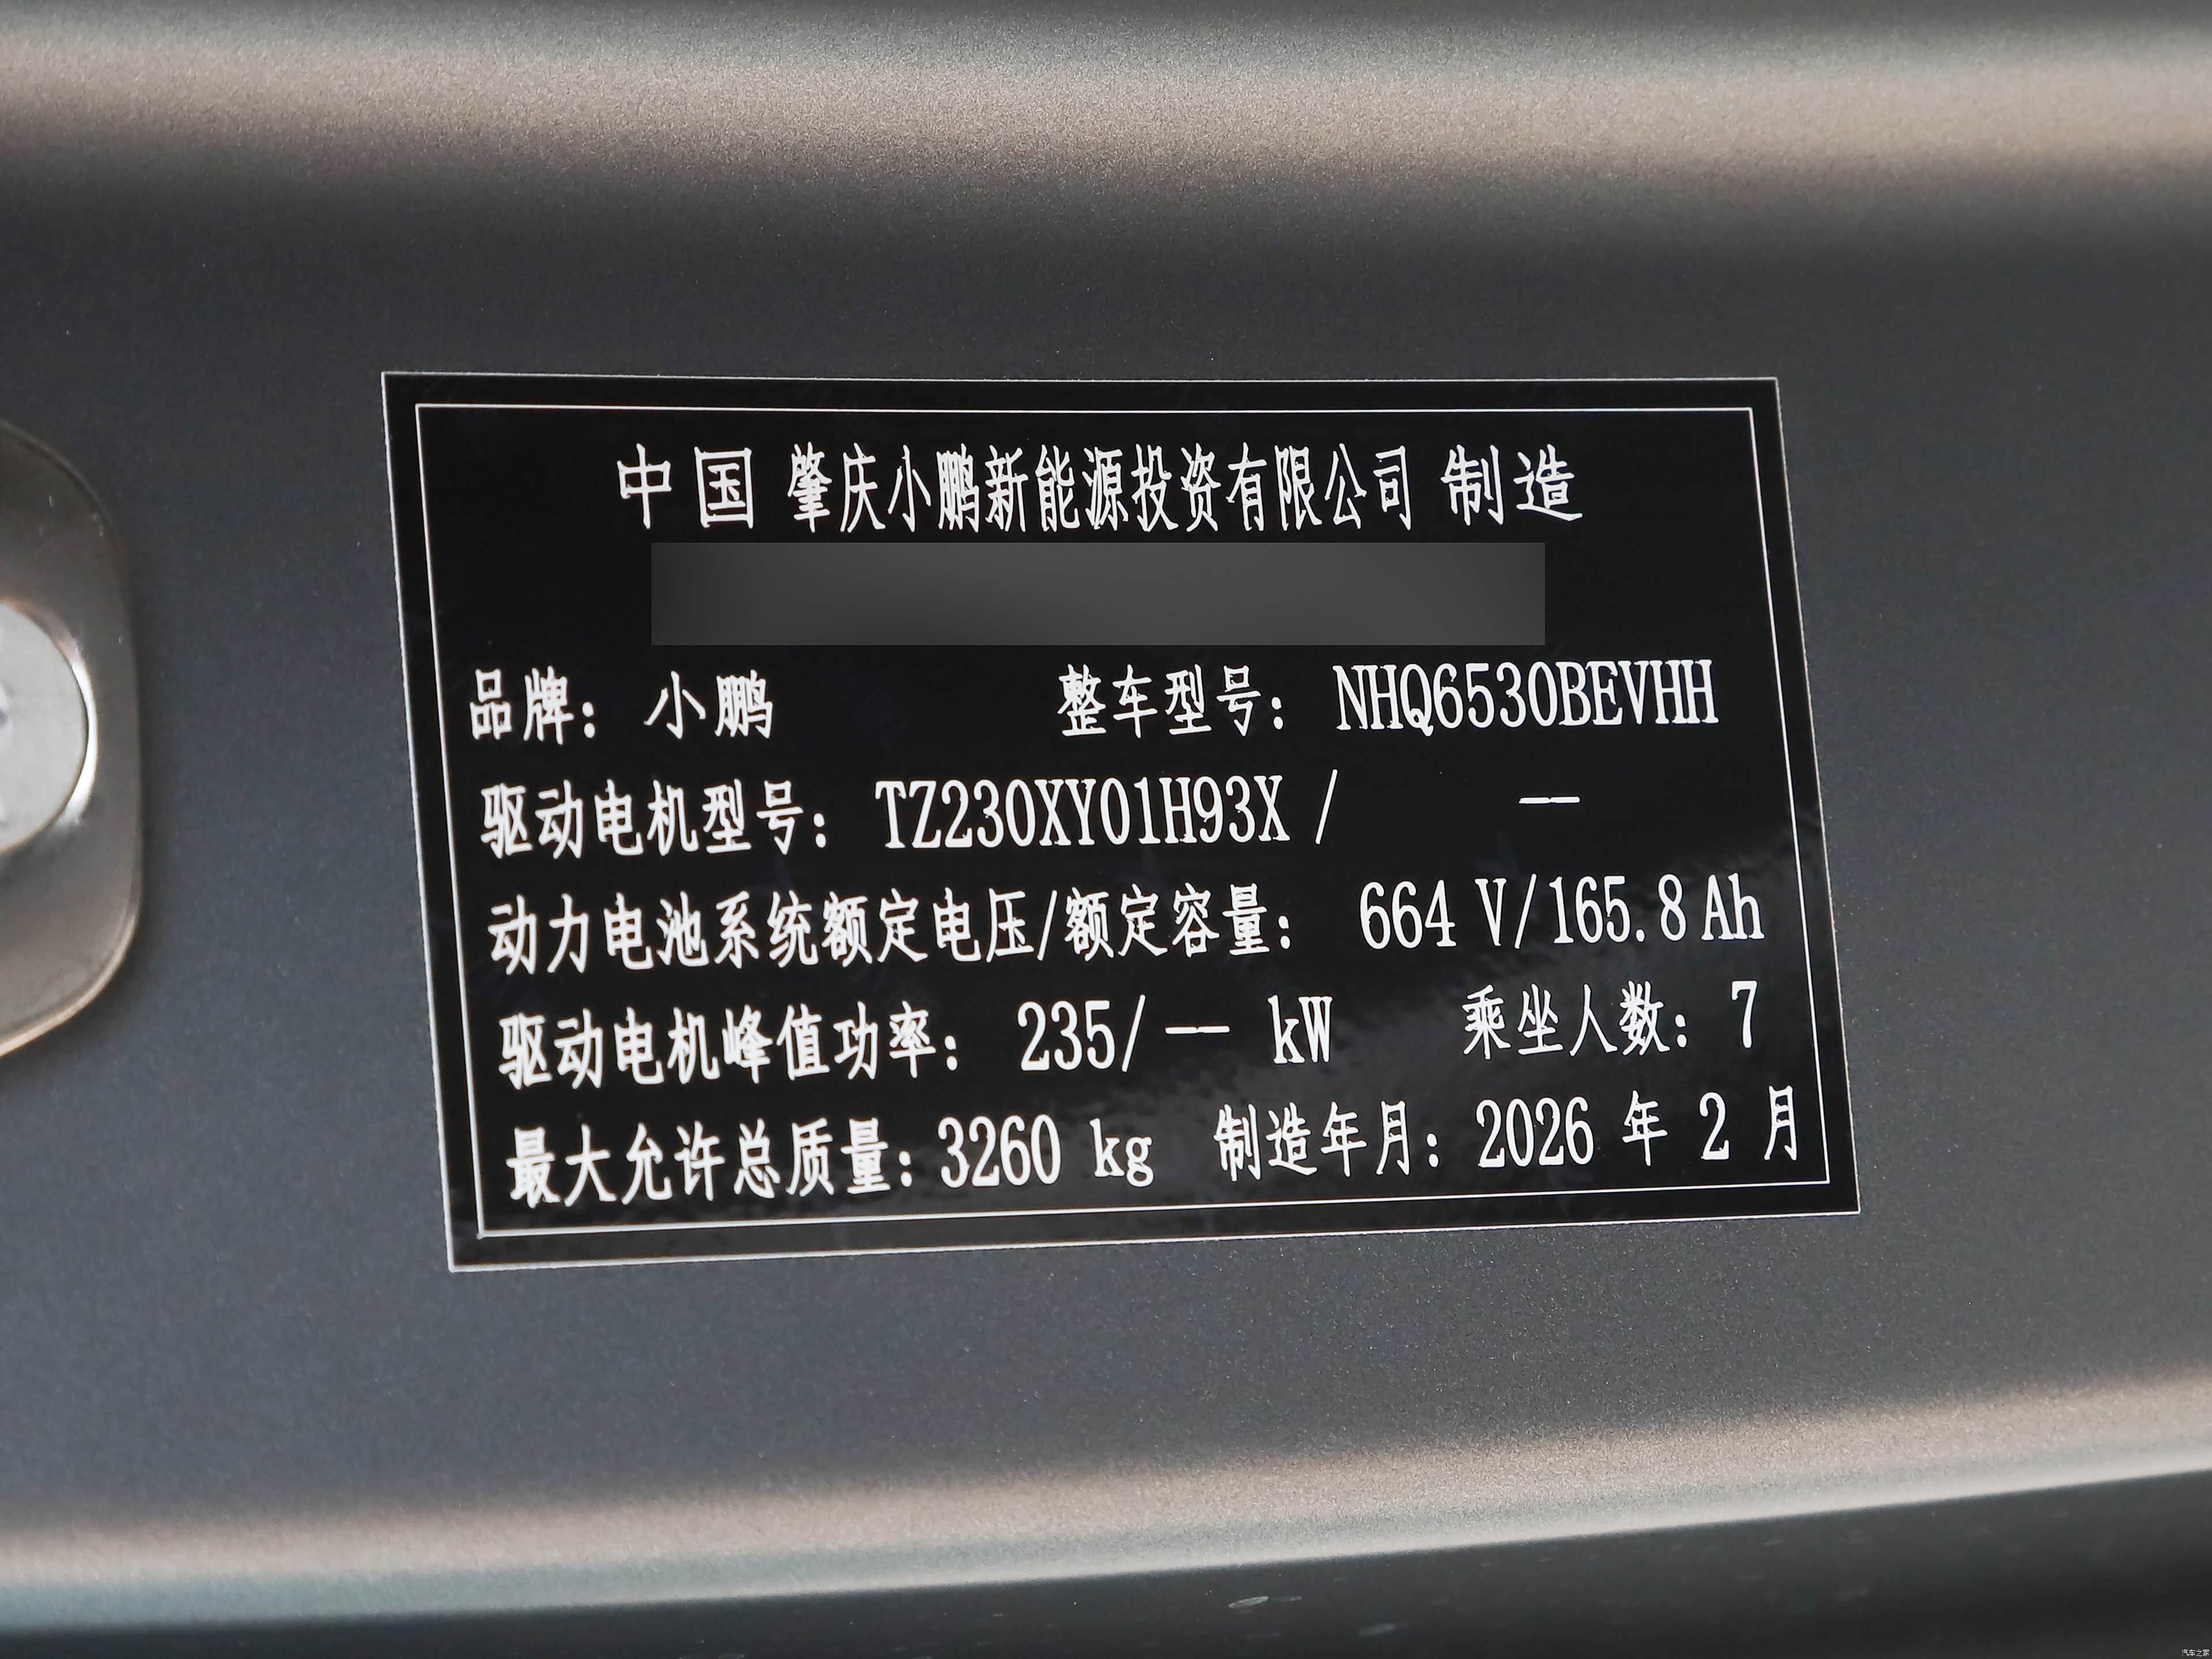 中国 肇庆小鹏新能源投资有限公司 制造
品牌: 小鹏 整车型号: NHQ6530BEVHH
驱动电机型号: TZ230XY01H93X / --
动力电池系统额定电压/额定容量: 664 V/165.8 Ah
驱动电机峰值功率: 235/-- kW 乘坐人数: 7
最大允许总质量: 3260 kg 制造年月: 2026 年 2 月
汽车之家